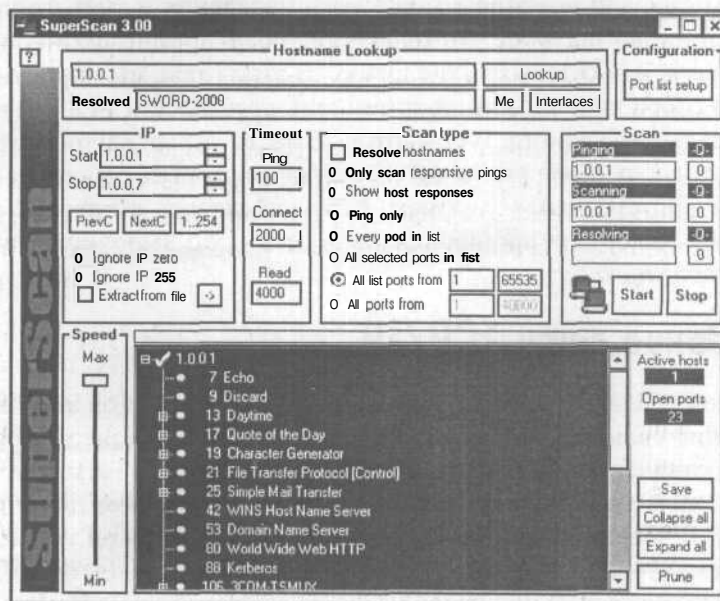 SuperScan 3.00
?
Hostname Lookup
1.0.0.1
Lookup
Resolved SWORD-2000
Me Interlaces
Configuration
Port list setup
IP
Start 1.0.0.1
Stop 1.0.0.7
PrevC NextC 1..254
0 Ignore IP zero
0 Ignore IP 255
Extract from file ->
Timeout
Ping
100
Connect
2000
Read
4000
Scan type
Resolve hostnames
0 Only scan responsive pings
0 Show host responses
O Ping only
O Every pod in list
O All selected ports in fist
All list ports from 1 65535
O All ports from 1
Scan
Pinging -0-
1.0.0.1 0
Scanning -0-
1.0.0.1 0
Resolving -0-
0
Start Stop
SuperScan
Speed
Max
Min
1.0.0.1
7 Echo
9 Discard
13 Daytime
17 Quote of the Day
19 Character Generator
21 File Transfer Protocol [Control]
25 Simple Mail Transfer
42 WINS Host Name Server
53 Domain Name Server
80 World Wide Web HTTP
88 Kerberos
106 3COM-TSMUX
Active hosts
1
Open ports
23
Save
Collapse all
Expand all
Prune